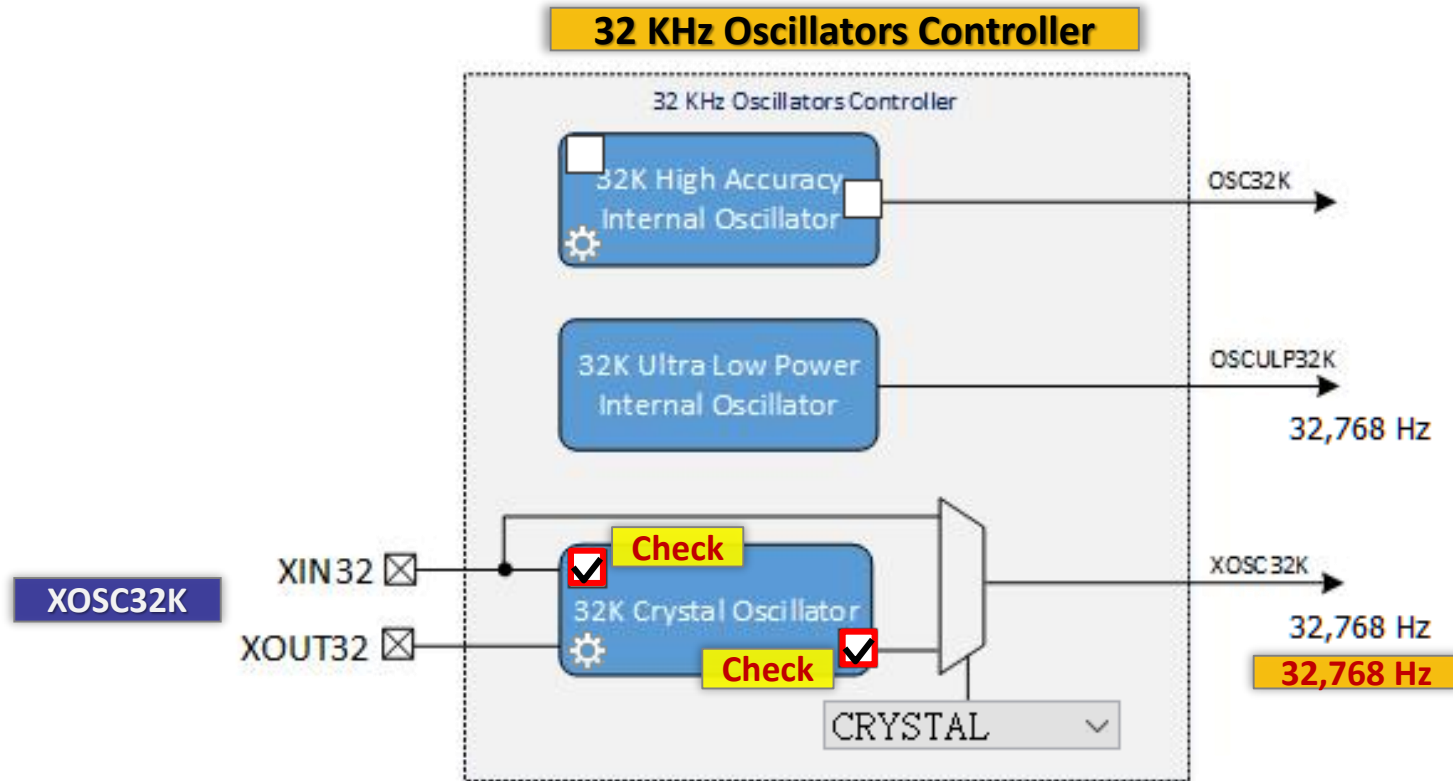 32 KHz Oscillators Controller
32 KHz Oscillators Controller
32K High Accuracy
Internal Oscillator
OSC32K
32K Ultra Low Power
Internal Oscillator
OSCULP32K
32,768 Hz
XIN32
Check
XOSC32K
XOSC32K
32K Crystal Oscillator
XOUT32
32,768 Hz
Check
32,768 Hz
CRYSTAL